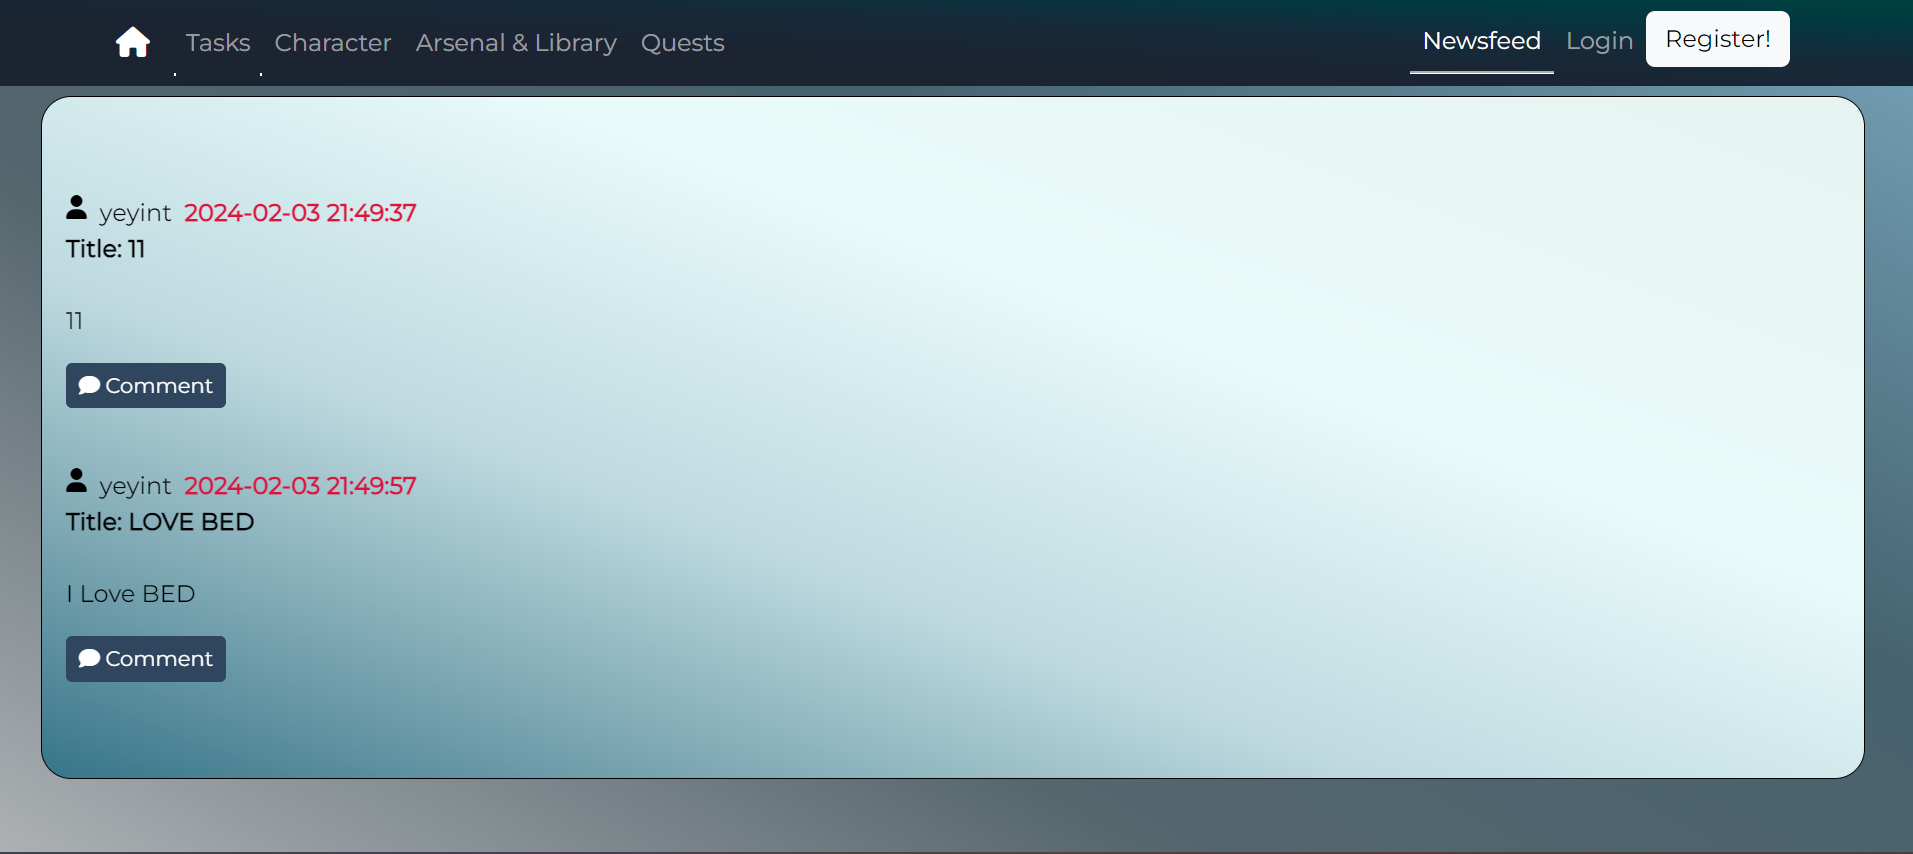 Tasks Character Arsenal & Library Quests Newsfeed Login Register!
yeyint 2024-02-03 21:49:37
Title: 11
11
Comment
yeyint 2024-02-03 21:49:57
Title: LOVE BED
I Love BED
Comment